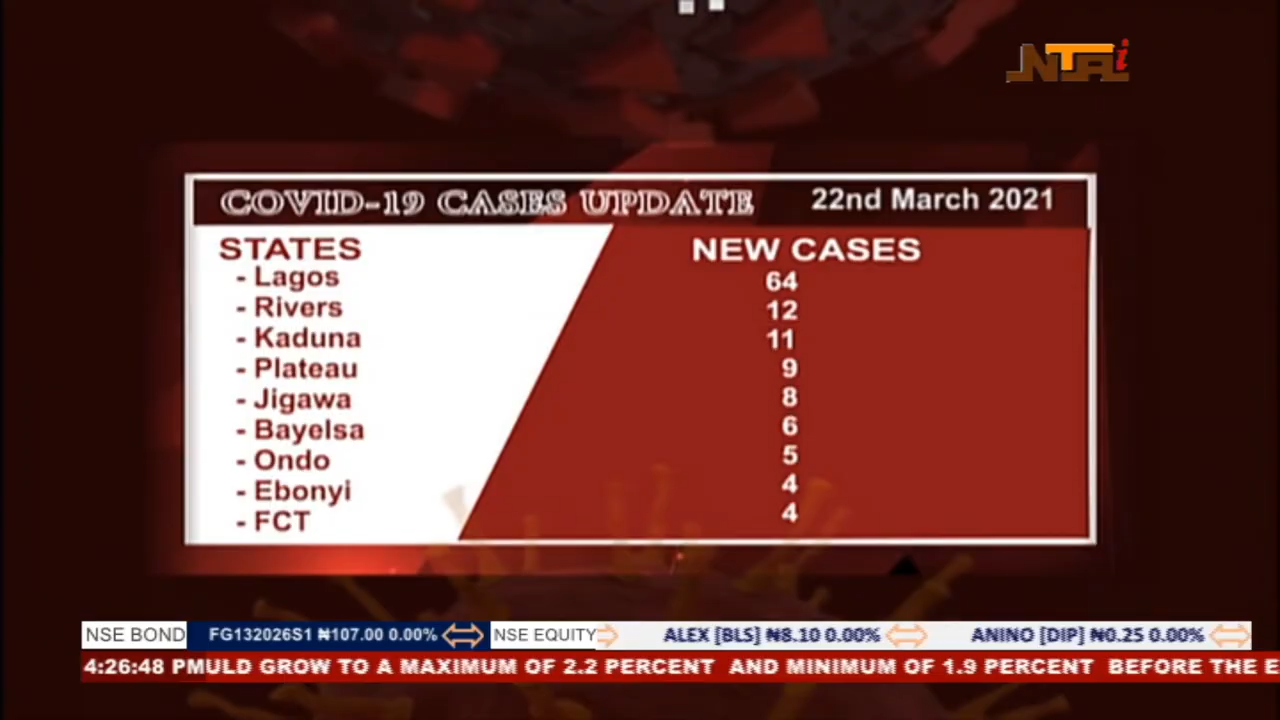 NTAi
COVID-19 CASES UPDATE 22nd March 2021
STATES NEW CASES
- Lagos 64
- Rivers 12
- Kaduna 11
- Plateau 9
- Jigawa 8
- Bayelsa 6
- Ondo 5
- Ebonyi 4
- FCT 4
NSE BOND FG132026S1 ₦107.00 0.00% NSE EQUITY ALEX [BLS] ₦8.10 0.00% ANINO [DIP] ₦0.25 0.00%
4:26:48 PM ULD GROW TO A MAXIMUM OF 2.2 PERCENT AND MINIMUM OF 1.9 PERCENT BEFORE THE E